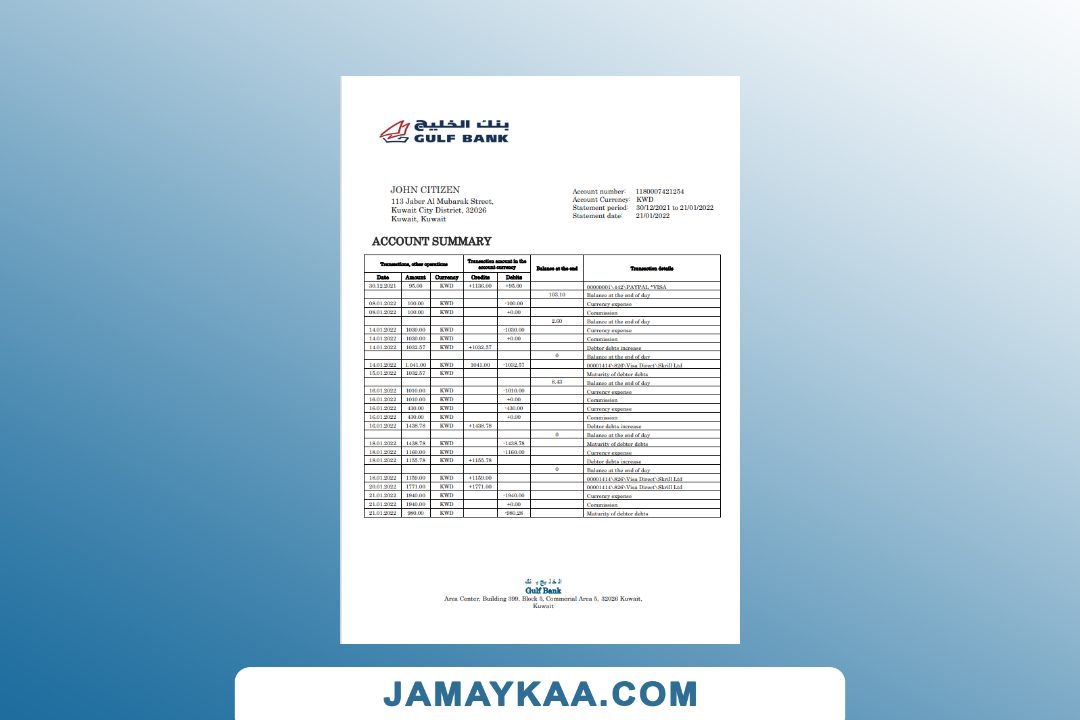 بنك الخليج
GULF BANK
JOHN CITIZEN
113 Jaber Al Mubarak Street,
Kuwait City District, 32026
Kuwait, Kuwait
Account number: 1180007421254
Account Currency: KWD
Statement period: 30/12/2021 to 21/01/2022
Statement date: 21/01/2022
ACCOUNT SUMMARY
Transactions, other operations Transaction amount in the account currency Balance at the end Transaction details
Date Amount Currency Credits Debits
30.12.2021 95.00 KWD +1136.00 +95.00 00000001\442\PAYPAL *VISA
103.10 Balance at the end of day
08.01.2022 100.00 KWD -100.00 Currency expense
08.01.2022 100.00 KWD +0.00 Commission
2.60 Balance at the end of day
14.01.2022 1030.00 KWD -1030.00 Currency expense
14.01.2022 1030.00 KWD +0.00 Commission
14.01.2022 1032.57 KWD +1032.57 Debtor debts increase
0 Balance at the end of day
14.01.2022 1,041.00 KWD 1041.00 -1032.57 00001414\826\Visa Direct\Skrill Ltd
15.01.2022 1032.57 KWD Maturity of debtor debts
8.43 Balance at the end of day
16.01.2022 1010.00 KWD -1010.00 Currency expense
16.01.2022 1010.00 KWD +0.00 Commission
16.01.2022 430.00 KWD -430.00 Currency expense
16.01.2022 430.00 KWD +0.00 Commission
16.01.2022 1438.78 KWD +1438.78 Debtor debts increase
0 Balance at the end of day
18.01.2022 1438.78 KWD -1438.78 Maturity of debtor debts
18.01.2022 1160.00 KWD -1160.00 Currency expense
18.01.2022 1155.78 KWD +1155.78 Debtor debts increase
0 Balance at the end of day
18.01.2022 1159.00 KWD +1159.00 00001414\826\Visa Direct\Skrill Ltd
20.01.2022 1771.00 KWD +1771.00 00001414\826\Visa Direct\Skrill Ltd
21.01.2022 1940.00 KWD -1940.00 Currency expense
21.01.2022 1940.00 KWD +0.00 Commission
21.01.2022 980.00 KWD -980.28 Maturity of debtor debts
Gulf Bank
Area Center, Building 399, Block 5, Commerial Area 5, 32026 Kuwait,
Kuwait
JAMAYKAA.COM